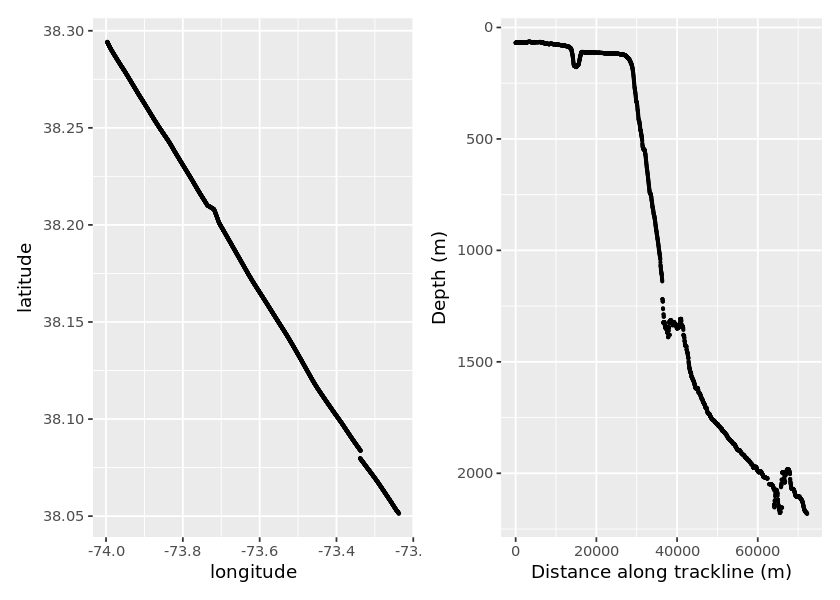 38.30
38.25
38.20
38.15
38.10
38.05
latitude
-74.0 -73.8 -73.6 -73.4 -73.
longitude
0
500
1000
1500
2000
Depth (m)
0 20000 40000 60000
Distance along trackline (m)